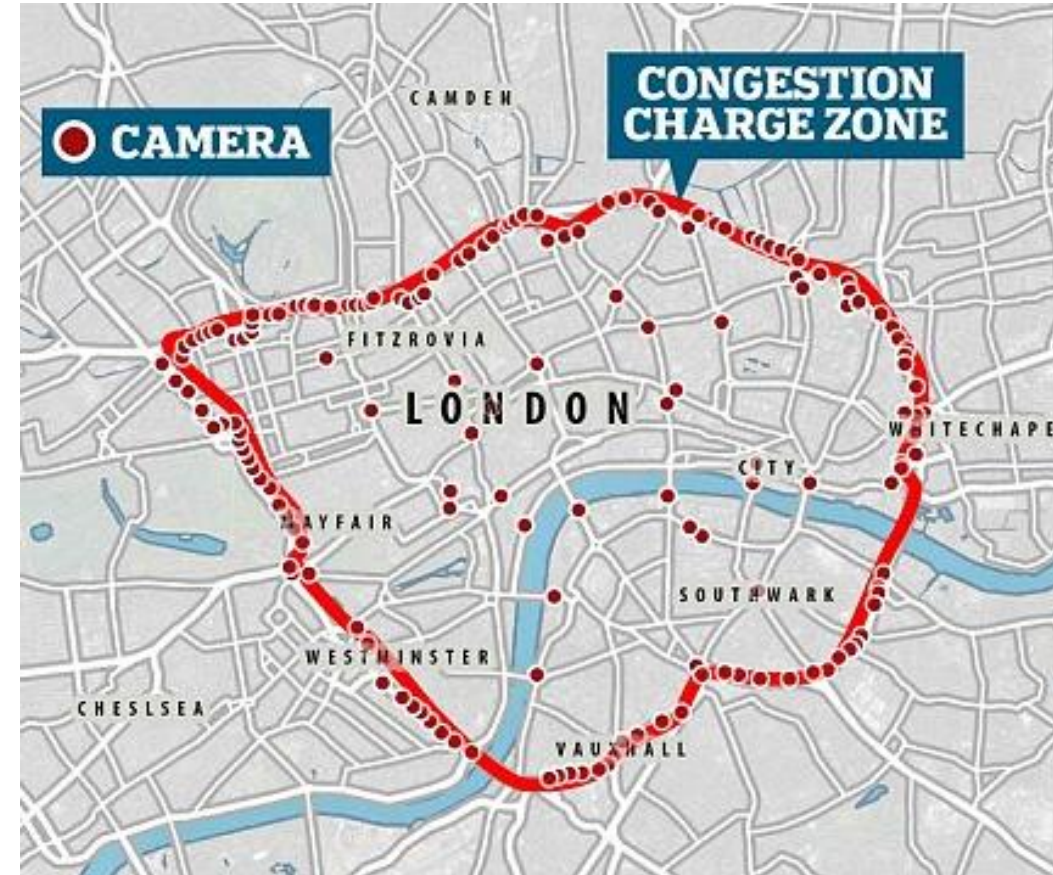 CAMDEN
CONGESTION
CHARGE ZONE
CAMERA
FITZROVIA
LONDON
WHITECHAPE
CITY
MAYFAIR
SOUTHWARK
WESTMINSTER
CHESLSEA
VAUXHALL